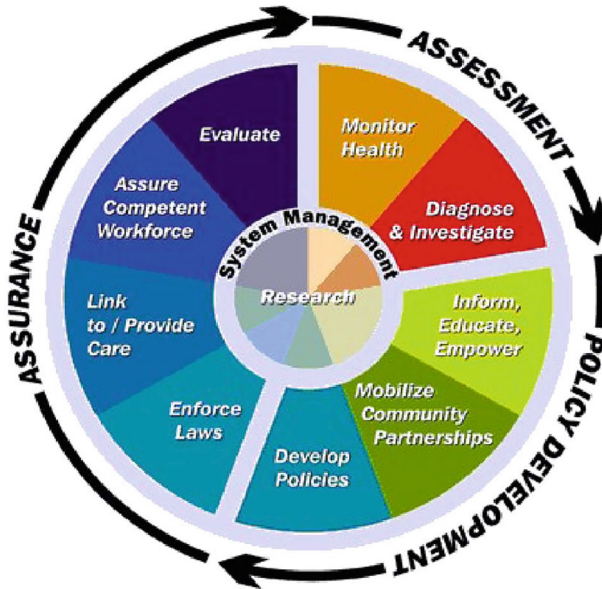 ASSESSMENT
POLICY DEVELOPMENT
ASSURANCE
Monitor
Health
Diagnose
& Investigate
Inform,
Educate,
Empower
Mobilize
Community
Partnerships
Develop
Policies
Enforce
Laws
Link
to / Provide
Care
Assure
Competent
Workforce
Evaluate
System Management
Research